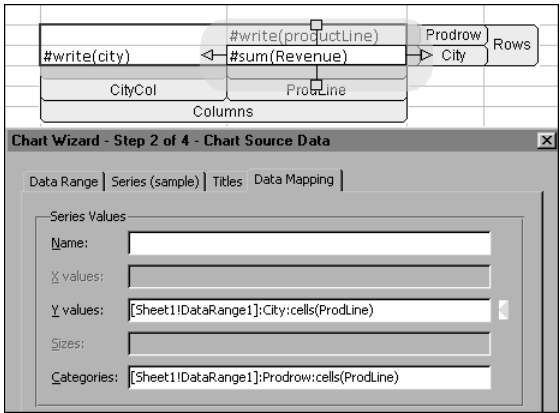 #write(productLine) Prodrow
#write(city) #sum(Revenue) City Rows
CityCol ProdLine
Columns
Chart Wizard - Step 2 of 4 - Chart Source Data
Data Range Series (sample) Titles Data Mapping
Series Values
Name:
X values:
Y values: [Sheet1!DataRange1]:City:cells(ProdLine)
Sizes:
Categories: [Sheet1!DataRange1]:Prodrow:cells(ProdLine)